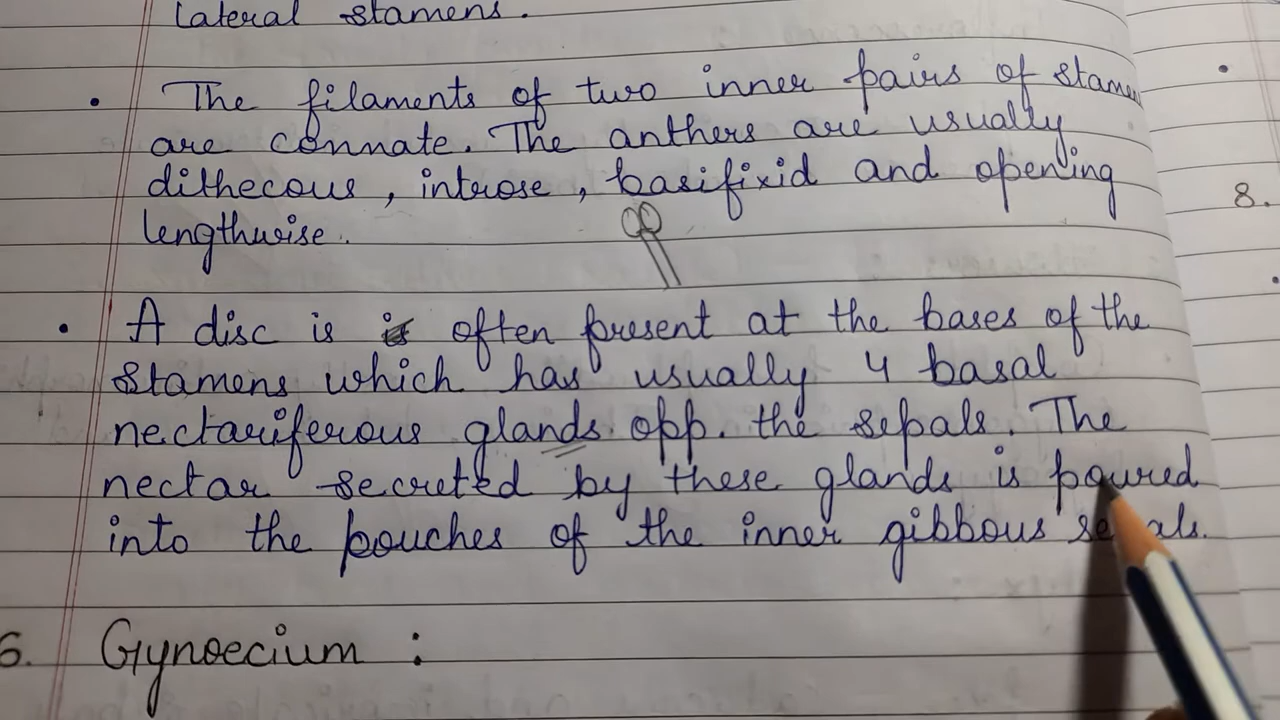 lateral stamens.
• The filaments of two inner pairs of stamen
are connate. The anthers are usually
dithecous, introse, basifixid and opening
lengthwise.
• A disc is often present at the bases of the
stamens which has usually 4 basal
nectariferous glands opp. the sepals. The
nectar secreted by these glands is poured
into the pouches of the inner gibbous sepals.
6. Gynoecium :
8.